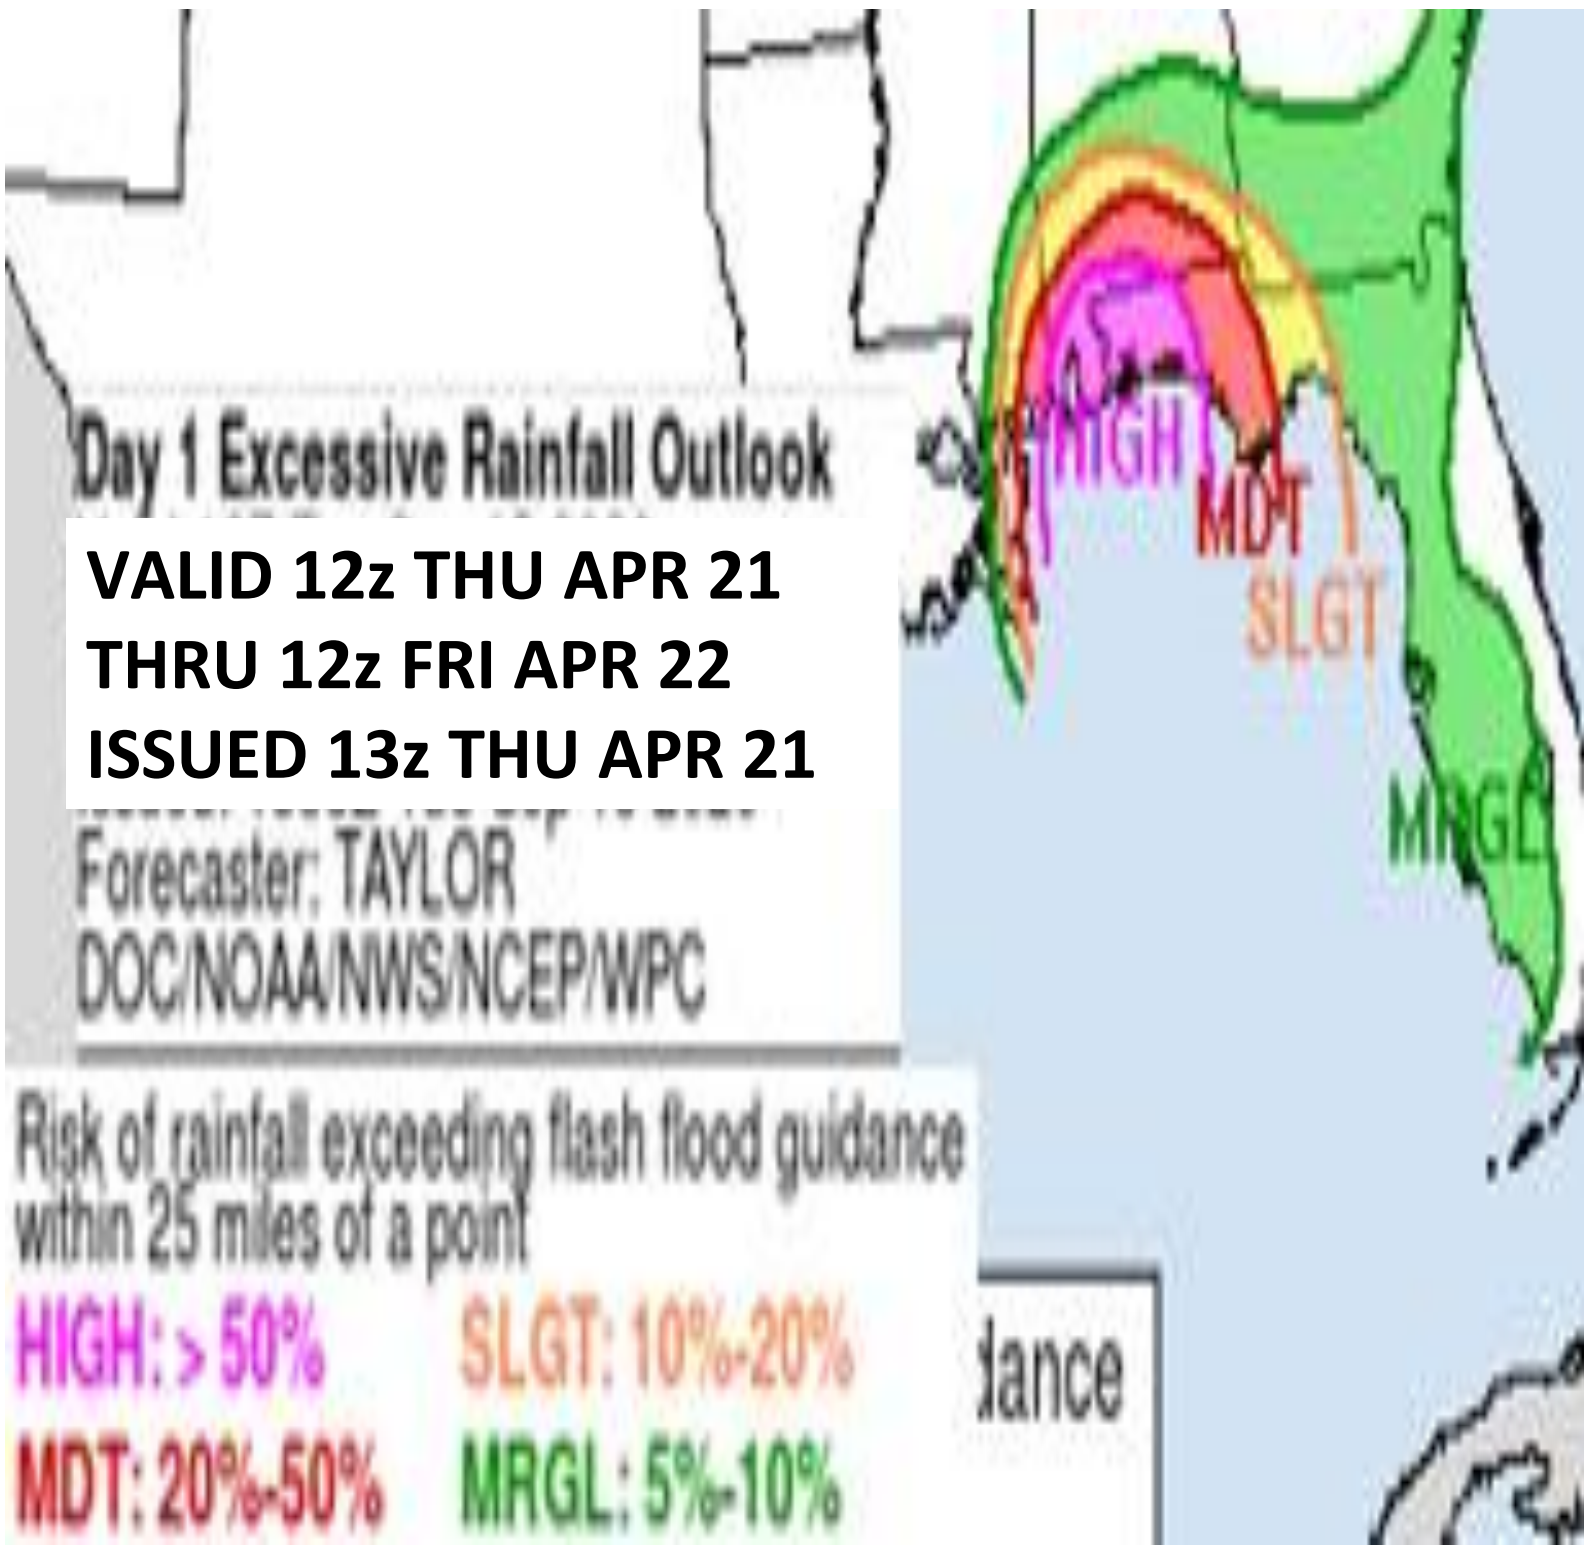 Day 1 Excessive Rainfall Outlook
VALID 12z THU APR 21
THRU 12z FRI APR 22
ISSUED 13z THU APR 21
Forecaster: TAYLOR
DOC/NOAA/NWS/NCEP/WPC
Risk of rainfall exceeding flash flood guidance
within 25 miles of a point
HIGH: > 50% SLGT: 10%-20%
MDT: 20%-50% MRGL: 5%-10%
HIGH
MDT
SLGT
MRGL
dance